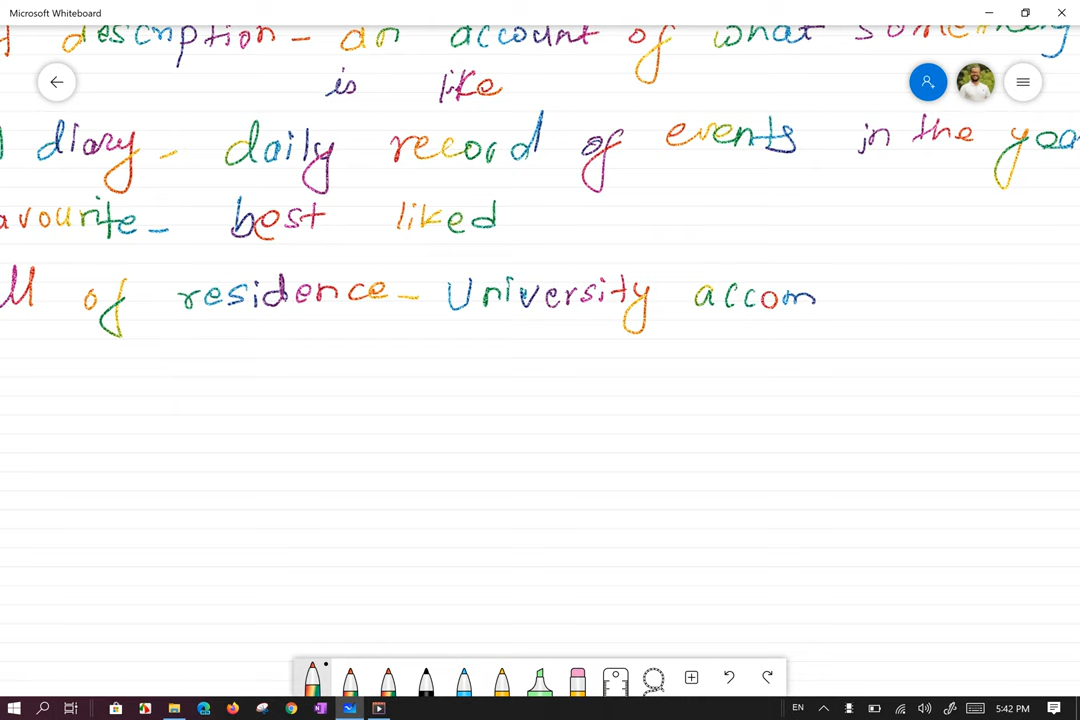 Microsoft Whiteboard
description - an account of what something
is like
diary - daily record of events in the yea
avourite - best liked
ll of residence - University accom
EN
5:42 PM